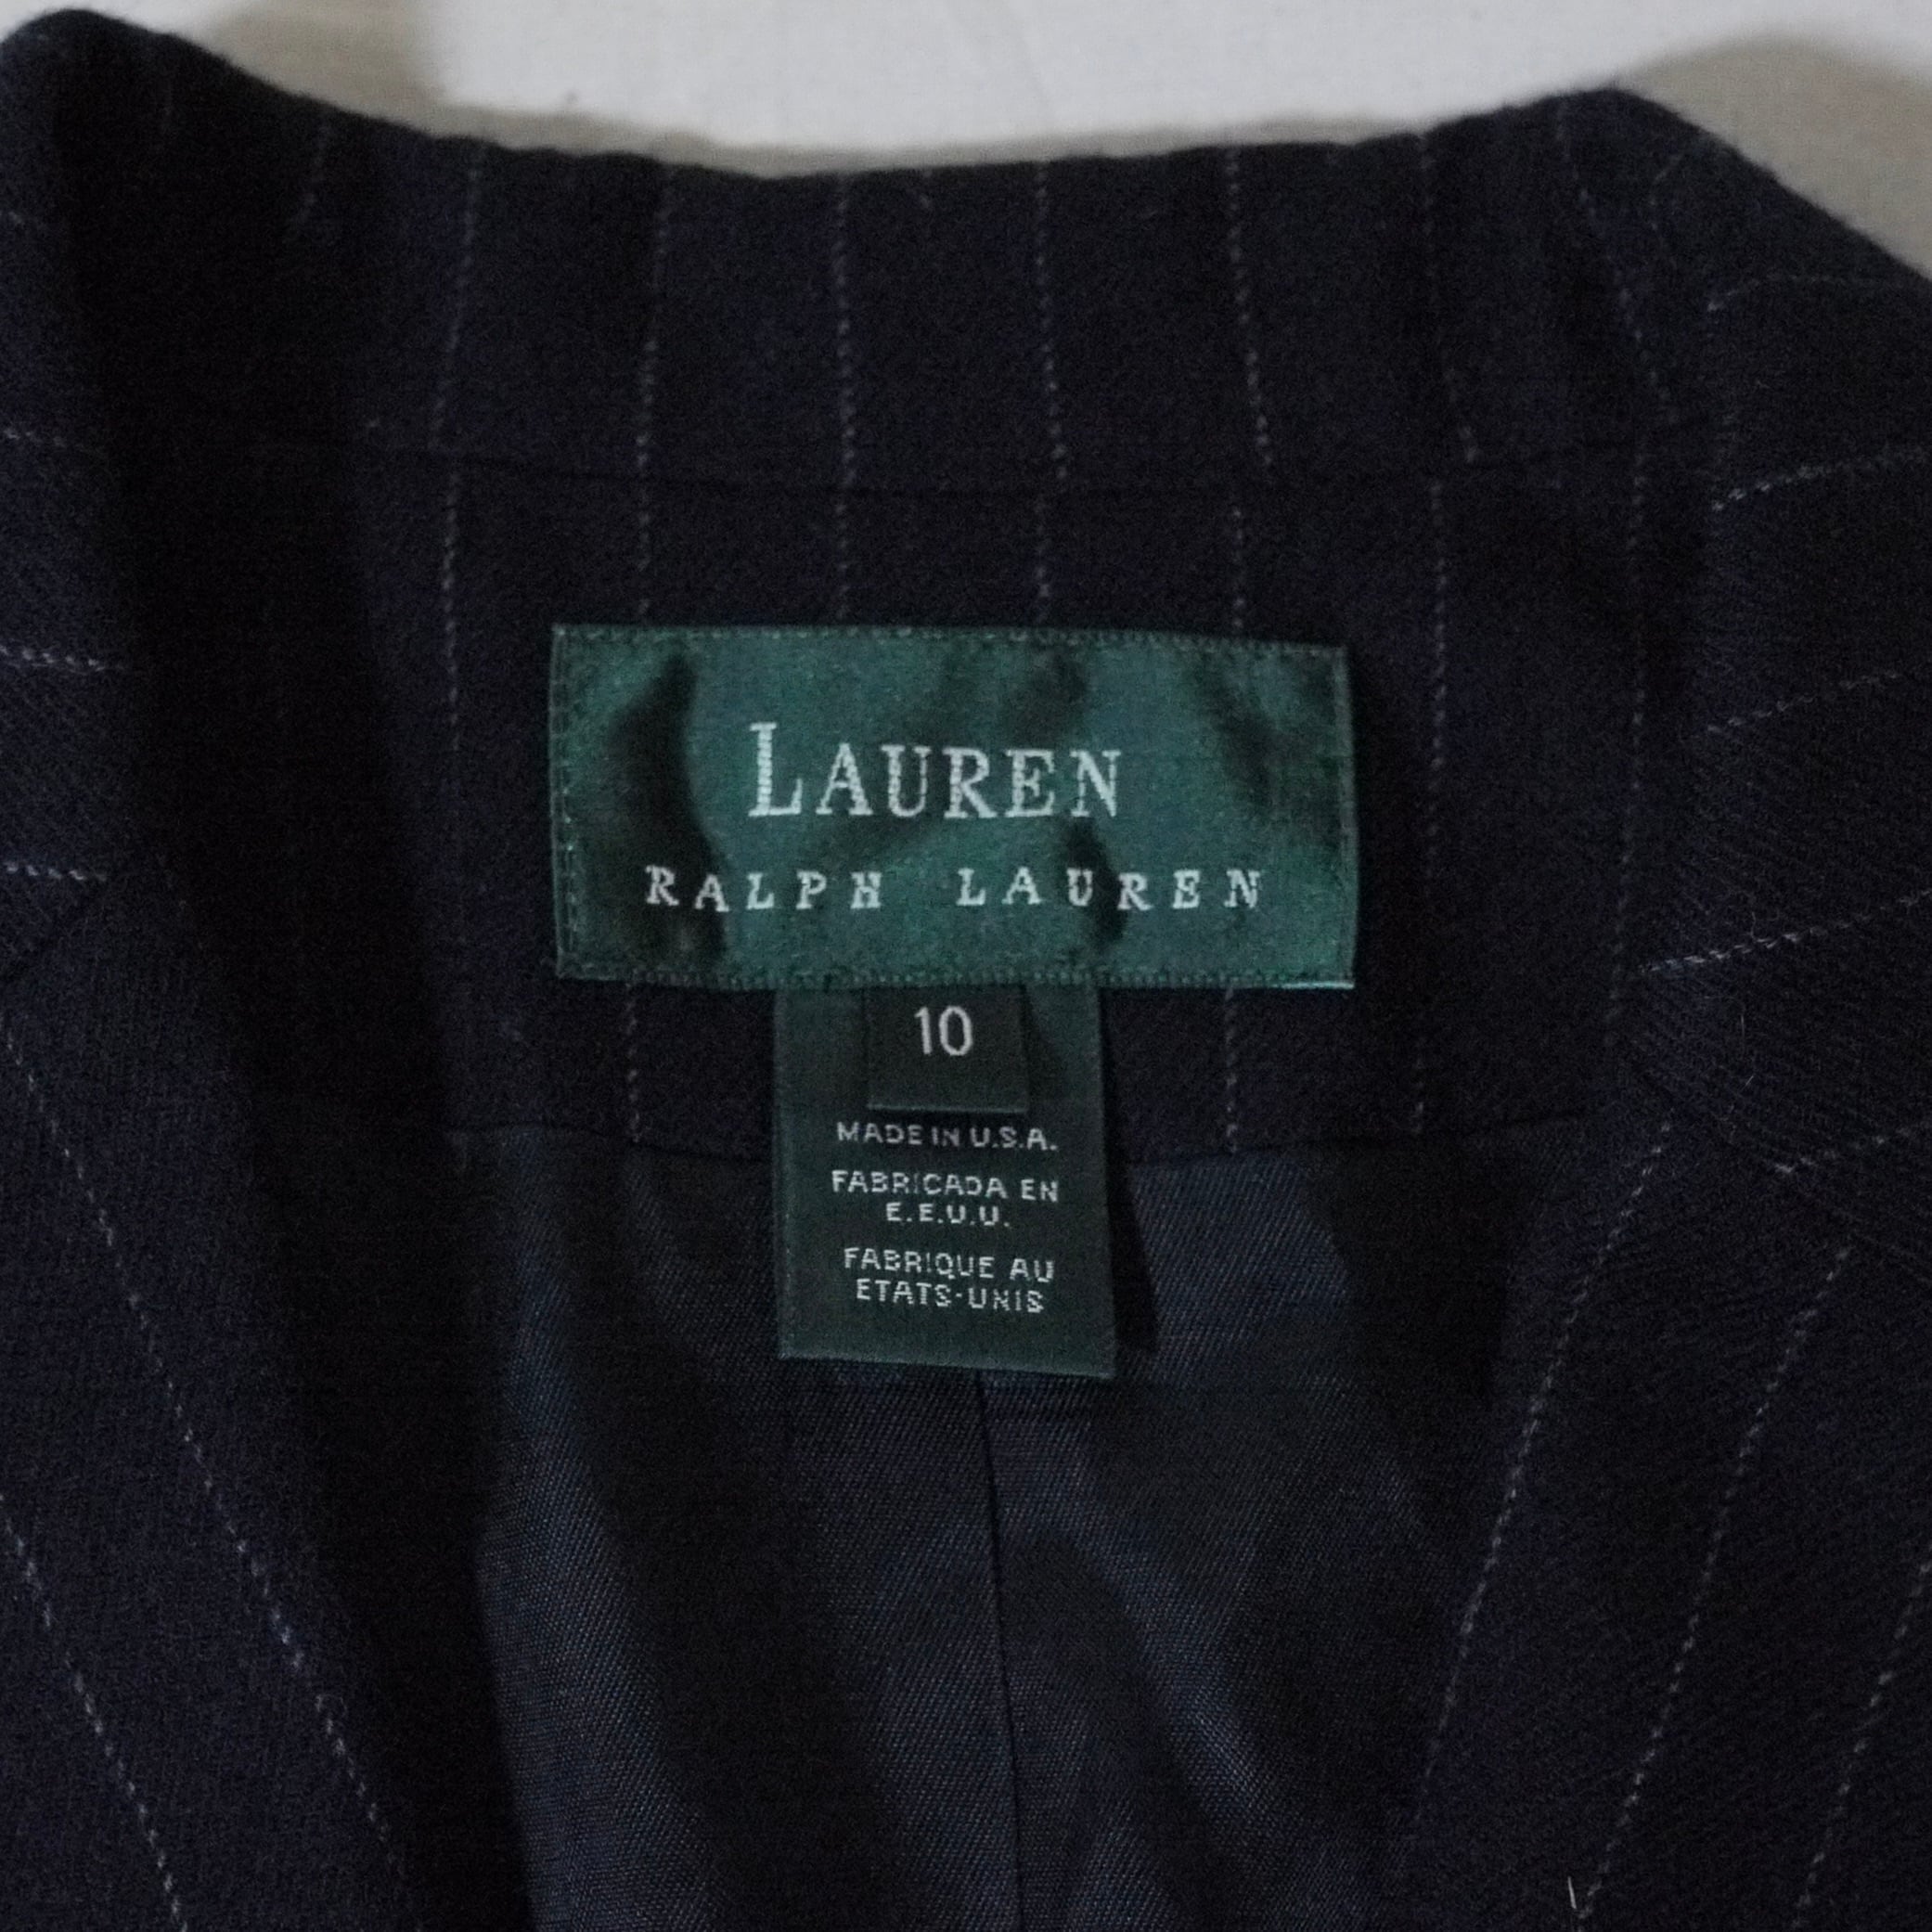 LAUREN
RALPH LAUREN
10
MADE IN U.S.A.
FABRICADA EN
E.E.U.U.
FABRIQUE AU
ETATS-UNIS